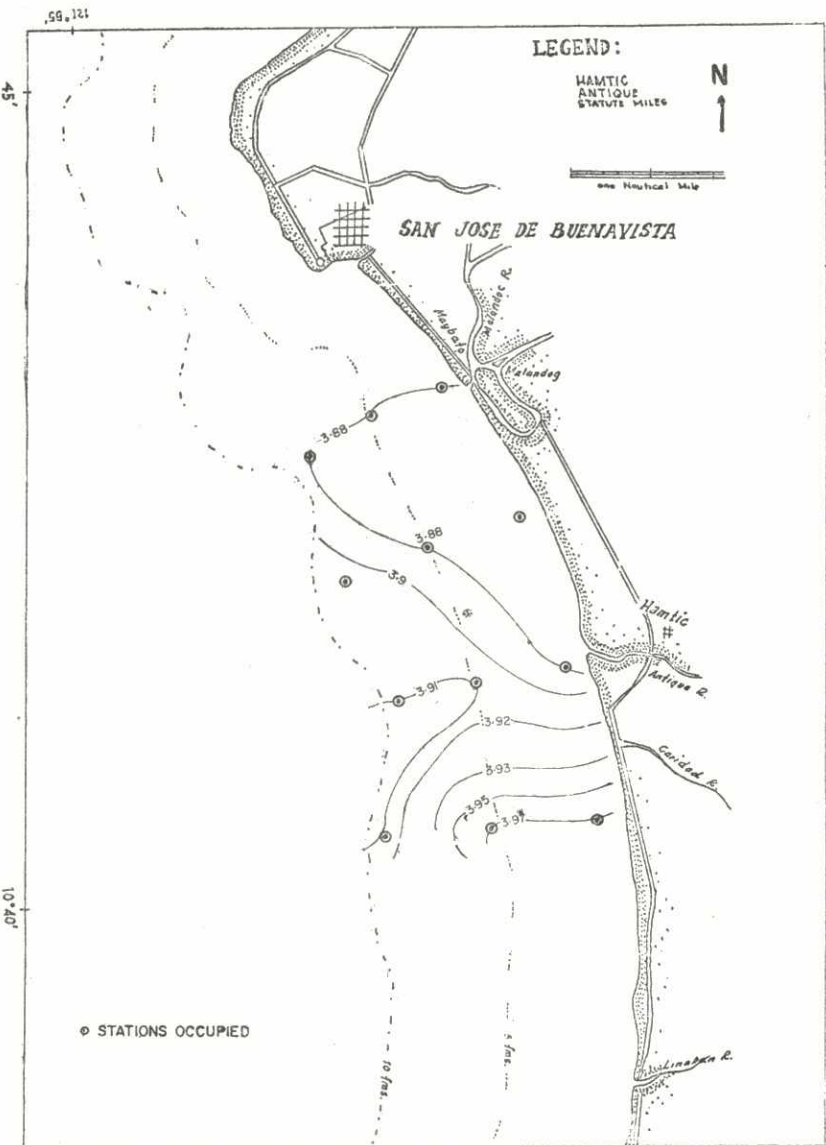 121°55'
LEGEND:
HAMTIC
ANTIQUE
STATUTE MILES
N
45'
one Nautical Mile
SAN JOSE DE BUENAVISTA
Malandog R.
Maybato
Malandog
3·88
3·88
3·9
Hamtic
Antique R.
3·91
3·92
Caridad R.
3·93
3·95
3·97
10°40'
STATIONS OCCUPIED
10 fms.
5 fms.